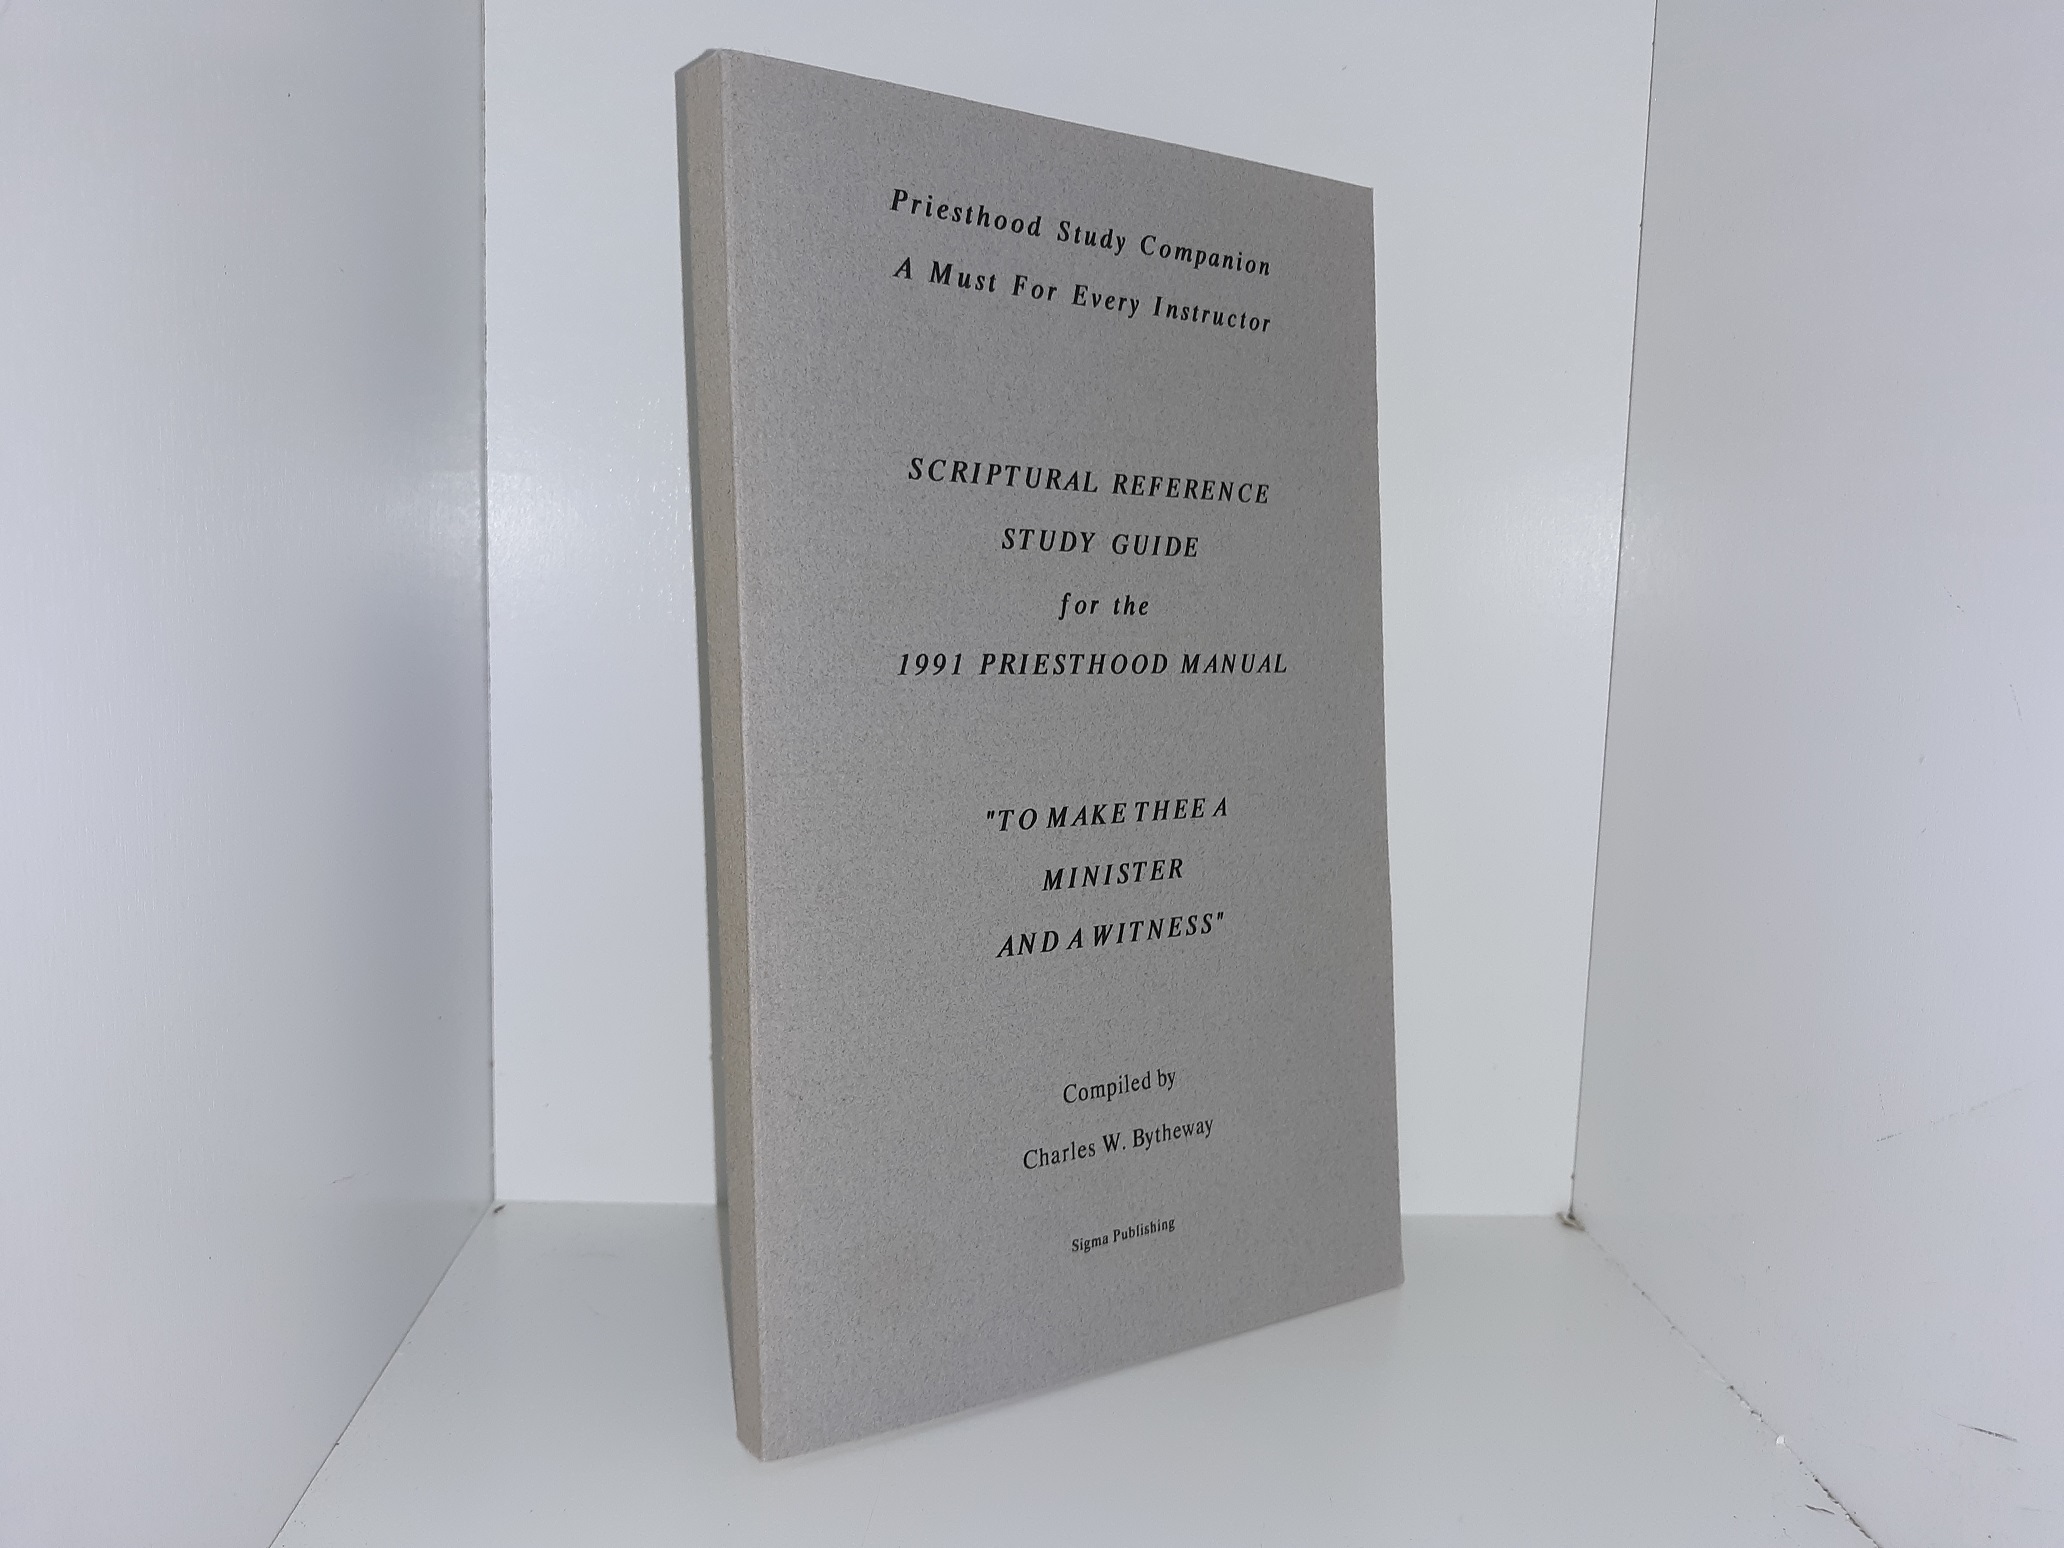 Priesthood Study Companion
A Must For Every Instructor
SCRIPTURAL REFERENCE
STUDY GUIDE
for the
1991 PRIESTHOOD MANUAL
"TO MAKE THEE A
MINISTER
AND A WITNESS"
Compiled by
Charles W. Bytheway
Sigma Publishing